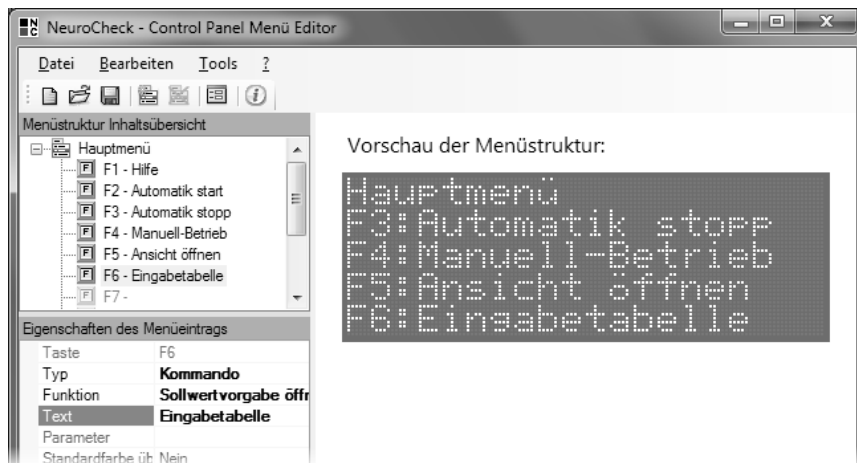 NeuroCheck - Control Panel Menü Editor
Datei Bearbeiten Tools ?
Menüstruktur Inhaltsübersicht
Hauptmenü
F1 - Hilfe
F2 - Automatik start
F3 - Automatik stopp
F4 - Manuell-Betrieb
F5 - Ansicht öffnen
F6 - Eingabetabelle
F7 -
Eigenschaften des Menüeintrags
Taste F6
Typ Kommando
Funktion Sollwertvorgabe öffr
Text Eingabetabelle
Parameter
Standardfarbe üb Nein
Vorschau der Menüstruktur:
Hauptmenü
F3:Automatik stopp
F4:Manuell-Betrieb
F5:Ansicht öffnen
F6:Eingabetabelle